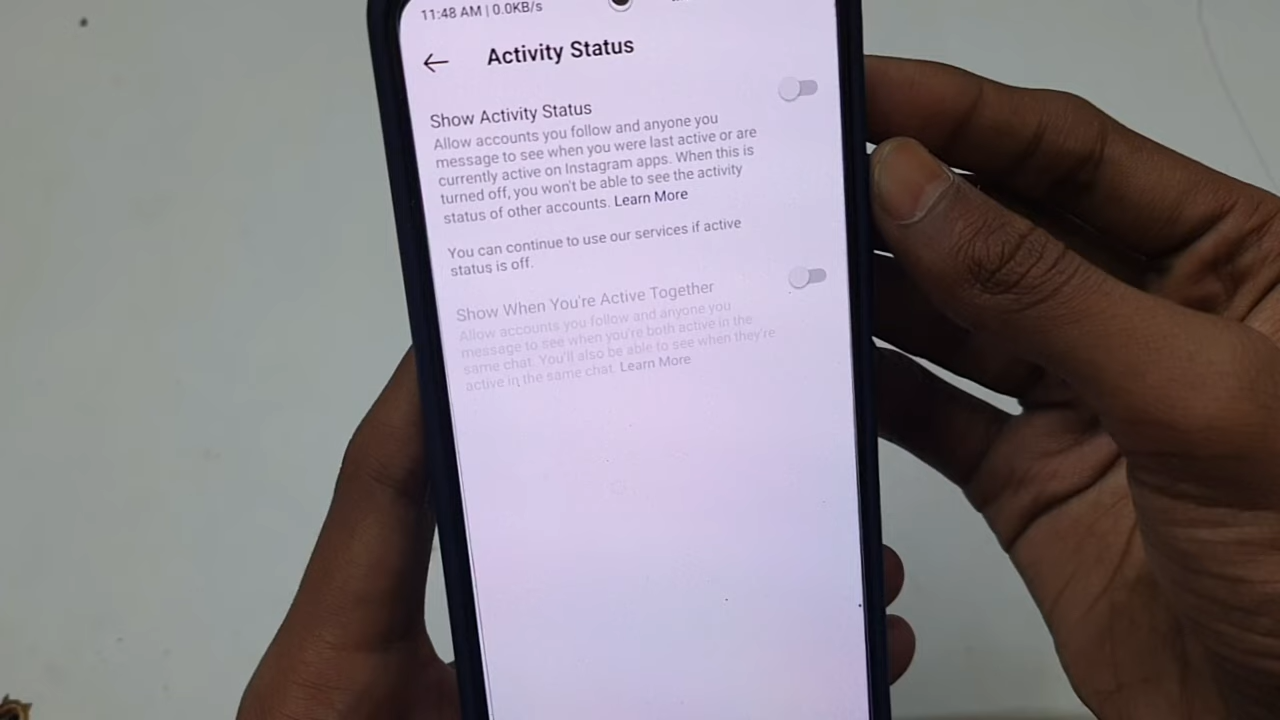 11:48 AM | 0.0KB/s
Activity Status
Show Activity Status
Allow accounts you follow and anyone you
message to see when you were last active or are
currently active on Instagram apps. When this is
turned off, you won't be able to see the activity
status of other accounts. Learn More
You can continue to use our services if active
status is off.
Show When You're Active Together
Allow accounts you follow and anyone you
message to see when you're both active in the
same chat. You'll also be able to see when they're
active in the same chat. Learn More